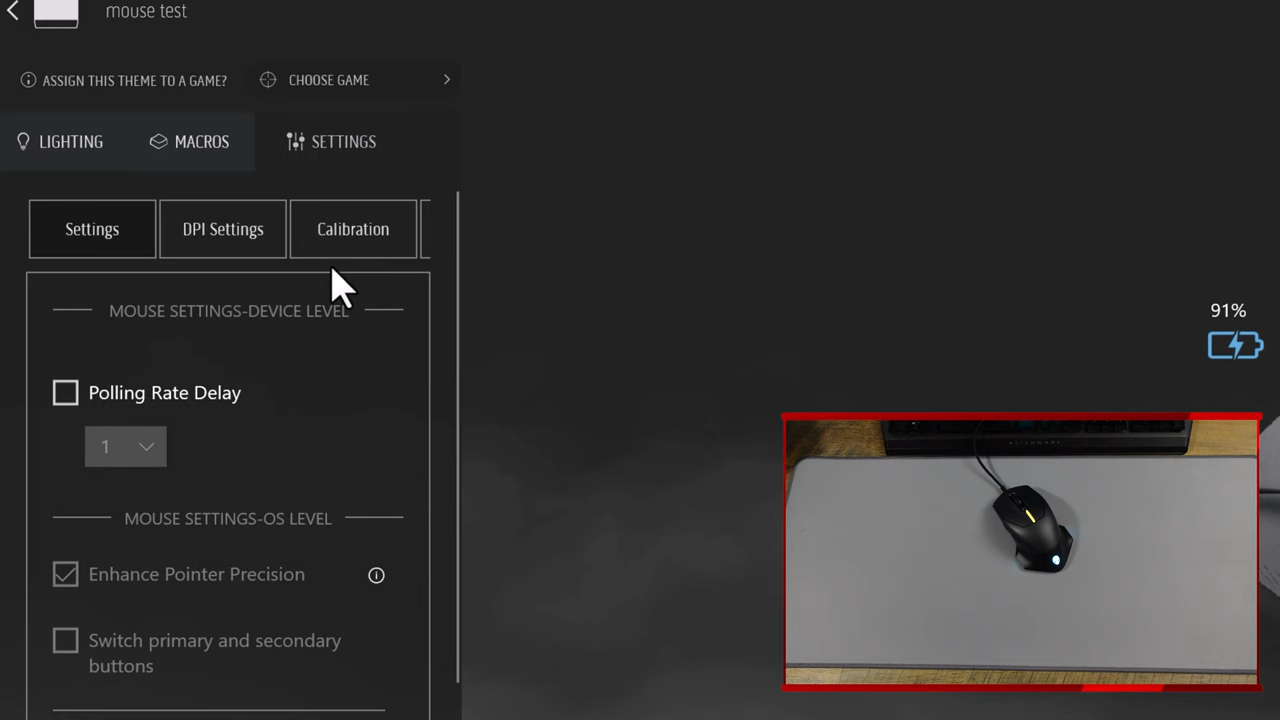 mouse test
ASSIGN THIS THEME TO A GAME?
CHOOSE GAME
LIGHTING
MACROS
SETTINGS
Settings
DPI Settings
Calibration
MOUSE SETTINGS-DEVICE LEVEL
91%
Polling Rate Delay
1
ALIENWARE
MOUSE SETTINGS-OS LEVEL
Enhance Pointer Precision
Switch primary and secondary
buttons